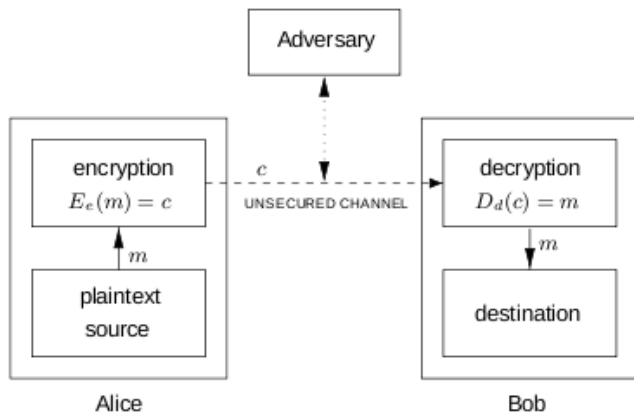 Adversary
encryption
E_e(m) = c
m
plaintext
source
Alice
c
UNSECURED CHANNEL
decryption
D_d(c) = m
m
destination
Bob